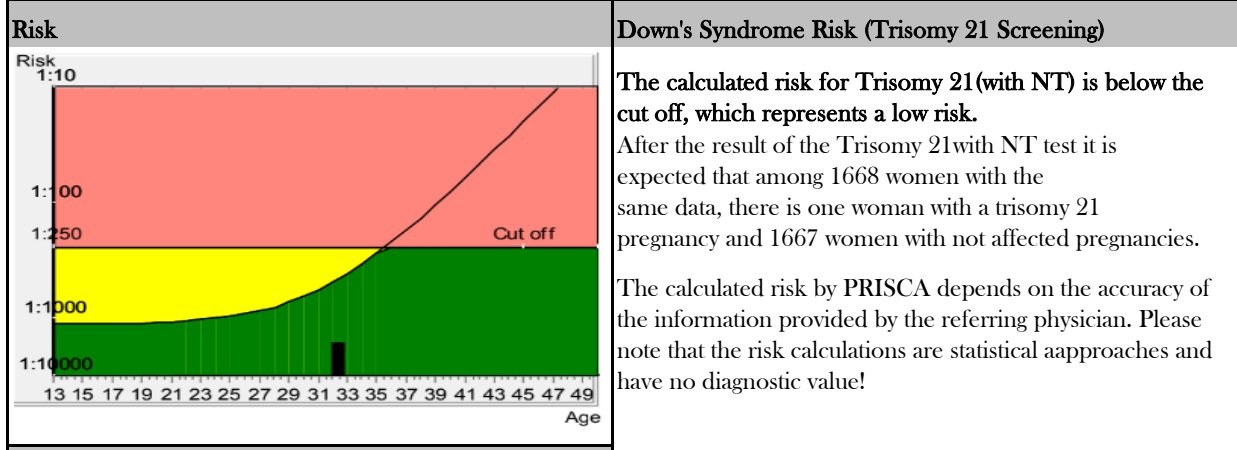 Risk
Risk
1:10
1:100
1:250
Cut off
1:1000
1:10000
13 15 17 19 21 23 25 27 29 31 33 35 37 39 41 43 45 47 49
Age
Down's Syndrome Risk (Trisomy 21 Screening)
The calculated risk for Trisomy 21(with NT) is below the
cut off, which represents a low risk.
After the result of the Trisomy 21with NT test it is
expected that among 1668 women with the
same data, there is one woman with a trisomy 21
pregnancy and 1667 women with not affected pregnancies.
The calculated risk by PRISCA depends on the accuracy of
the information provided by the referring physician. Please
note that the risk calculations are statistical aapproaches and
have no diagnostic value!